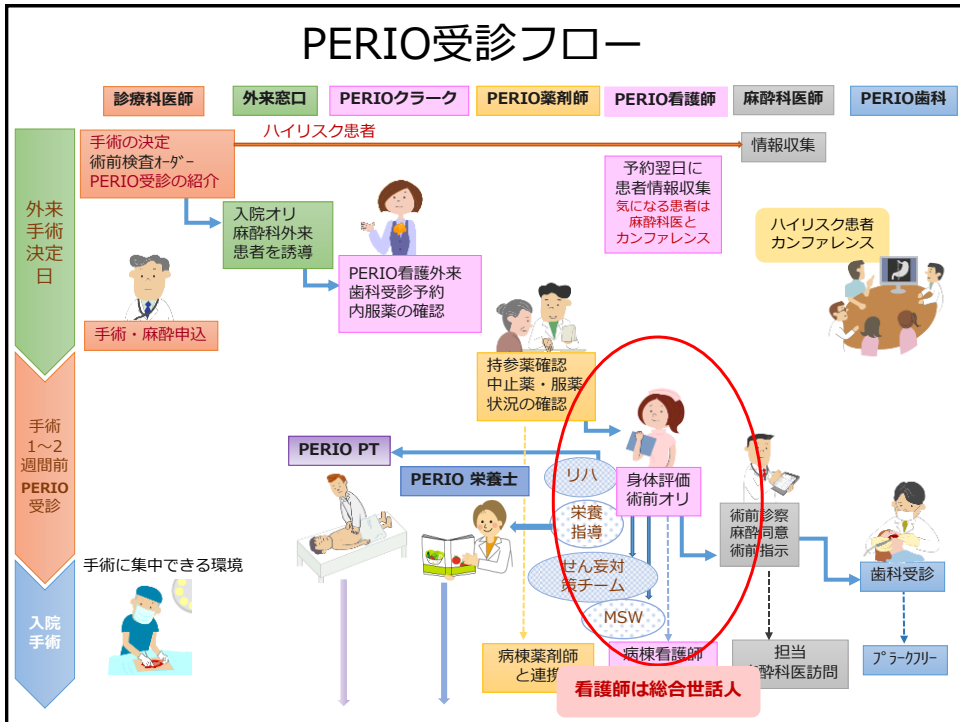 PERIO受診フロー
診療科医師
外来窓口
PERIOクラーク
PERIO薬剤師
PERIO看護師
麻酔科医師
PERIO歯科
外来
手術
決定
日
手術の決定
術前検査ｵｰﾀﾞｰ
PERIO受診の紹介
ハイリスク患者
情報収集
予約翌日に
患者情報収集
気になる患者は
麻酔科医と
カンファレンス
入院オリ
麻酔科外来
患者を誘導
ハイリスク患者
カンファレンス
PERIO看護外来
歯科受診予約
内服薬の確認
手術・麻酔申込
手術
1～2
週間前
PERIO
受診
持参薬確認
中止薬・服薬
状況の確認
PERIO PT
PERIO 栄養士
リハ
栄養
指導
せん妄対
策チーム
MSW
身体評価
術前オリ
術前診察
麻酔同意
術前指示
歯科受診
入院
手術
手術に集中できる環境
病棟薬剤師
と連携
病棟看護師
担当
酔科医訪問
ﾌﾟﾗｰｸﾌﾘｰ
看護師は総合世話人